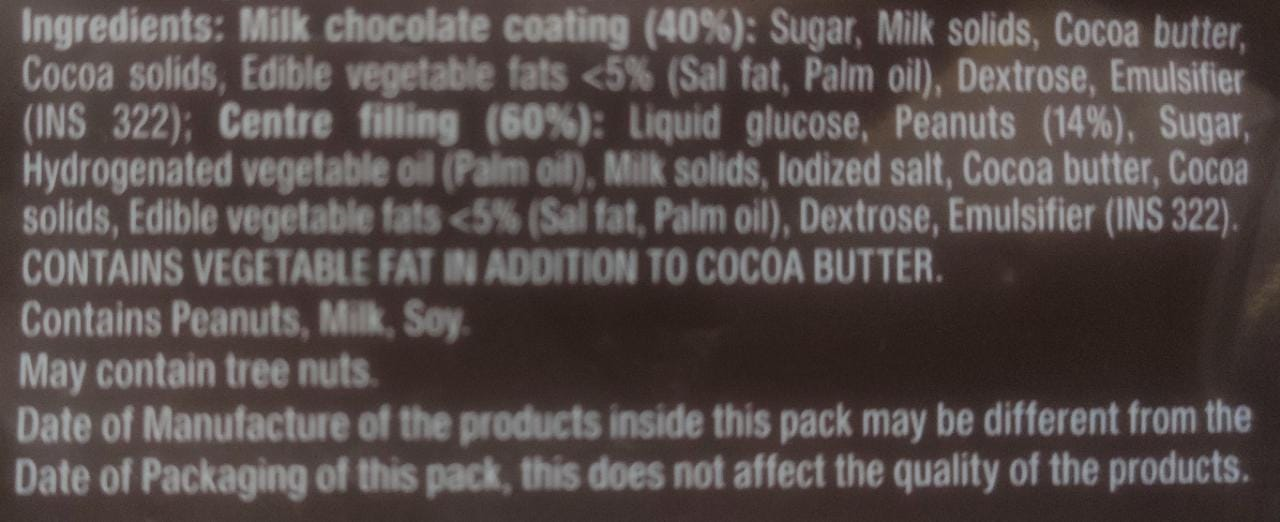 Ingredients: Milk chocolate coating (40%): Sugar, Milk solids, Cocoa butter,
Cocoa solids, Edible vegetable fats <5% (Sal fat, Palm oil), Dextrose, Emulsifier
(INS 322); Centre filling (60%): Liquid glucose, Peanuts (14%), Sugar,
Hydrogenated vegetable oil (Palm oil), Milk solids, Iodized salt, Cocoa butter, Cocoa
solids, Edible vegetable fats <5% (Sal fat, Palm oil), Dextrose, Emulsifier (INS 322).
CONTAINS VEGETABLE FAT IN ADDITION TO COCOA BUTTER.
Contains Peanuts, Milk, Soy.
May contain tree nuts.
Date of Manufacture of the products inside this pack may be different from the
Date of Packaging of this pack, this does not affect the quality of the products.